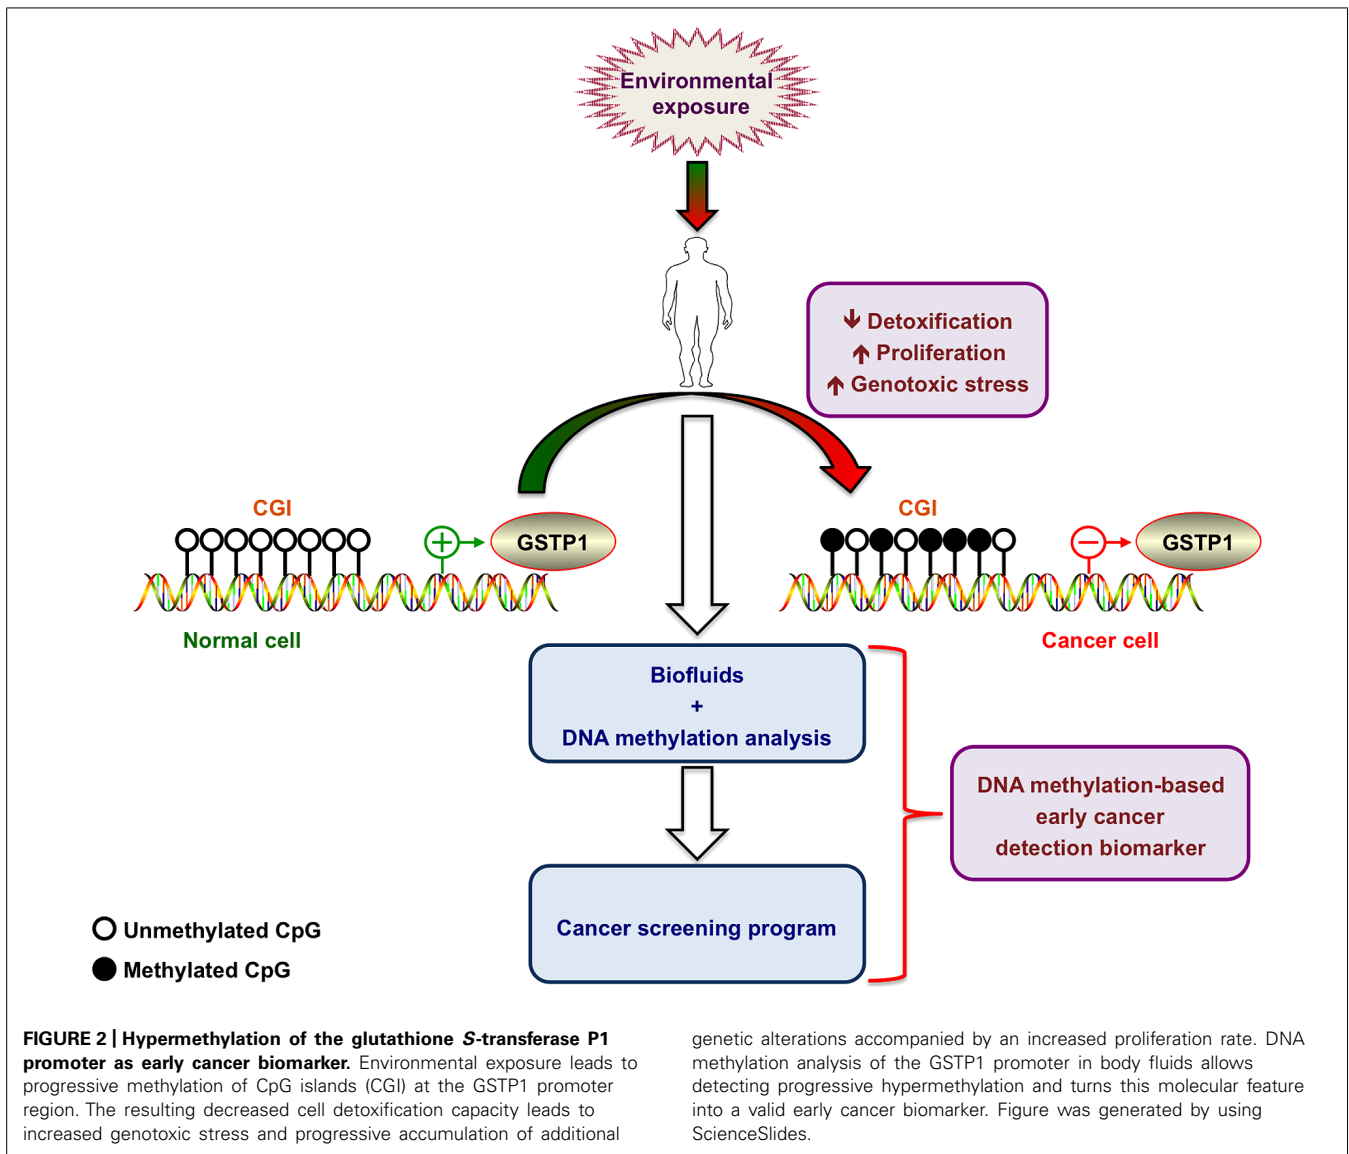 Environmental
exposure
Detoxification
Proliferation
Genotoxic stress
CGI
GSTP1
Normal cell
CGI
GSTP1
Cancer cell
Biofluids
+
DNA methylation analysis
DNA methylation-based
early cancer
detection biomarker
Cancer screening program
Unmethylated CpG
Methylated CpG
FIGURE 2 | Hypermethylation of the glutathione S-transferase P1
promoter as early cancer biomarker. Environmental exposure leads to
progressive methylation of CpG islands (CGI) at the GSTP1 promoter
region. The resulting decreased cell detoxification capacity leads to
increased genotoxic stress and progressive accumulation of additional
genetic alterations accompanied by an increased proliferation rate. DNA
methylation analysis of the GSTP1 promoter in body fluids allows
detecting progressive hypermethylation and turns this molecular feature
into a valid early cancer biomarker. Figure was generated by using
ScienceSlides.